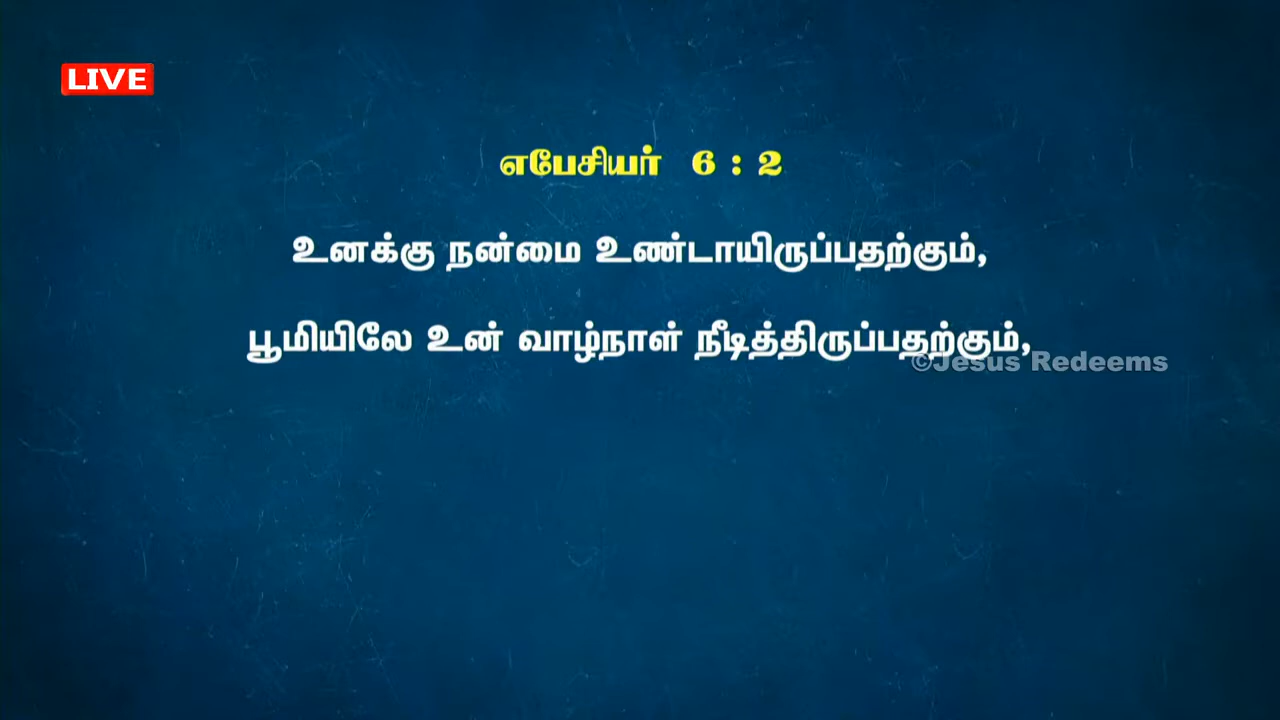 LIVE
எபேசியர் 6 : 2
உனக்கு நன்மை உண்டாயிருப்பதற்கும்,
பூமியிலே உன் வாழ்நாள் நீடித்திருப்பதற்கும்,
©Jesus Redeems